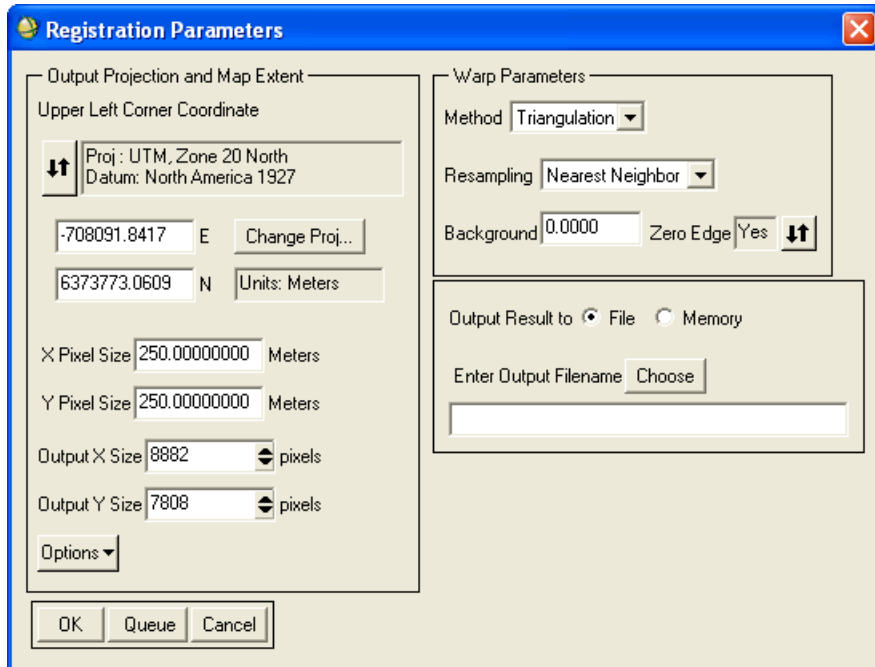 Registration Parameters
Output Projection and Map Extent
Upper Left Corner Coordinate
Proj : UTM, Zone 20 North
Datum: North America 1927
-708091.8417 E Change Proj...
6373773.0609 N Units: Meters
X Pixel Size 250.00000000 Meters
Y Pixel Size 250.00000000 Meters
Output X Size 8882 pixels
Output Y Size 7808 pixels
Options
OK Queue Cancel
Warp Parameters
Method Triangulation
Resampling Nearest Neighbor
Background 0.0000 Zero Edge Yes
Output Result to File Memory
Enter Output Filename Choose